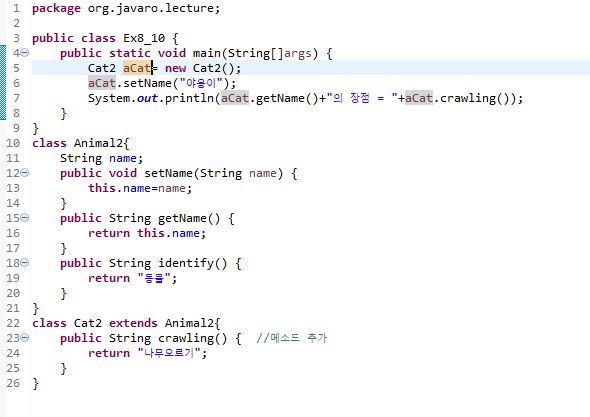 1 package org.javaro.lecture;
2
3 public class Ex8_10 {
4 public static void main(String[]args) {
5 Cat2 aCat= new Cat2();
6 aCat.setName("야옹이");
7 System.out.println(aCat.getName()+"의 장점 = "+aCat.crawling());
8 }
9 }
10 class Animal2{
11 String name;
12 public void setName(String name) {
13 this.name=name;
14 }
15 public String getName() {
16 return this.name;
17 }
18 public String identify() {
19 return "동물";
20 }
21 }
22 class Cat2 extends Animal2{
23 public String crawling() { //메소드 추가
24 return "나무오르기";
25 }
26 }